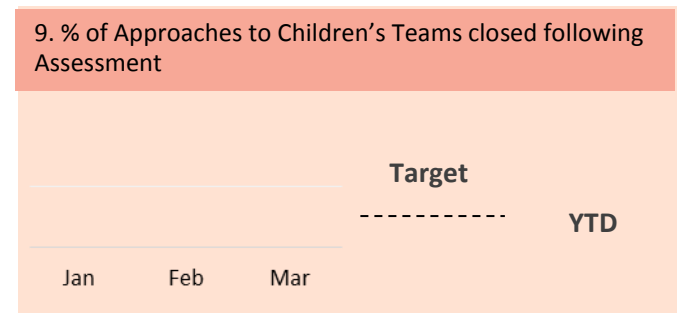 9. % of Approaches to Children’s Teams closed following
Assessment
Target
YTD
Jan Feb Mar